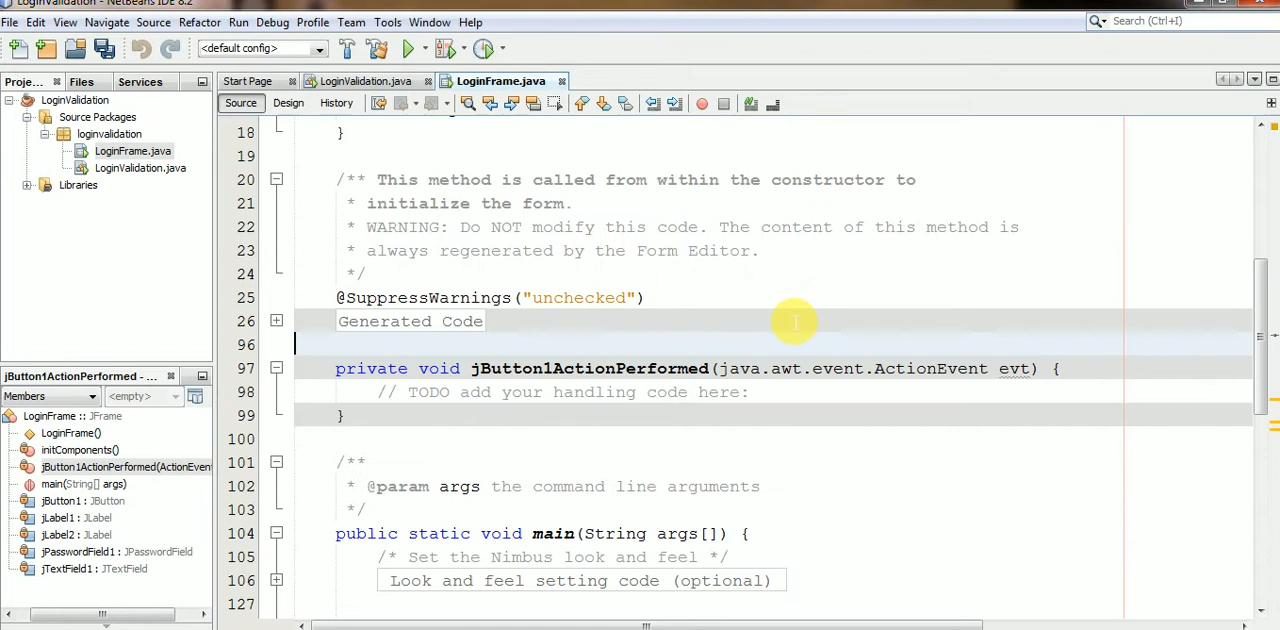 LoginValidation - NetBeans IDE 8.2
File Edit View Navigate Source Refactor Run Debug Profile Team Tools Window Help
Search (Ctrl+I)
<default config>
Proje... Files Services
Start Page LoginValidation.java LoginFrame.java
Source Design History
LoginValidation
Source Packages
loginvalidation
LoginFrame.java
LoginValidation.java
Libraries
18 }
19
20 /** This method is called from within the constructor to
21 * initialize the form.
22 * WARNING: Do NOT modify this code. The content of this method is
23 * always regenerated by the Form Editor.
24 */
25 @SuppressWarnings("unchecked")
26 Generated Code
96
97 private void jButton1ActionPerformed(java.awt.event.ActionEvent evt) {
98 // TODO add your handling code here:
99 }
100
101 /**
102 * @param args the command line arguments
103 */
104 public static void main(String args[]) {
105 /* Set the Nimbus look and feel */
106 Look and feel setting code (optional)
127
jButton1ActionPerformed - ...
Members <empty>
LoginFrame :: JFrame
LoginFrame()
initComponents()
jButton1ActionPerformed(ActionEven
main(String[] args)
jButton1 : JButton
jLabel1 : JLabel
jLabel2 : JLabel
jPasswordField1 : JPasswordField
jTextField1 : JTextField